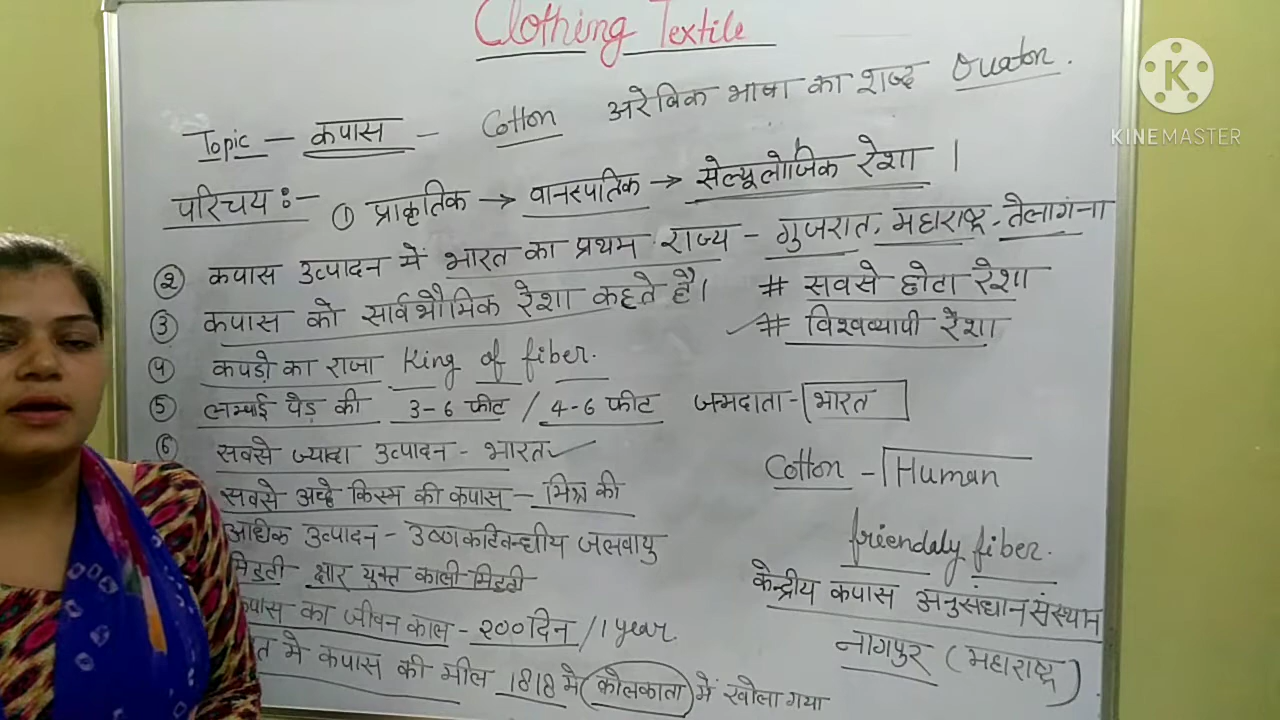 Clothing Textile
Topic - कपास - Cotton अरेविक भाषा का शब्द Quaton.
परिचय :- ① प्राकृतिक → वानस्पतिक → सेल्यूलोजिक रेशा ।
② कपास उत्पादन में भारत का प्रथम राज्य - गुजरात, महाराष्ट्र, तेलागंना
③ कपास को सार्वभौमिक रेशा कहते हैं। # सबसे छोटा रेशा
# विश्वव्यापी रेशा
④ कपड़ो का राजा King of fiber.
⑤ लम्बाई पेड़ की 3-6 फीट / 4-6 फीट जन्मदाता - भारत
⑥ सबसे ज्यादा उत्पादन - भारत ✓
Cotton - Human
सबसे अच्छे किस्म की कपास - मिस्र की
अधिक उत्पादन - उष्णकटिबन्धीय जलवायु
friendaly fiber.
मिट्टी क्षार युक्त काली मिट्टी
केन्द्रीय कपास अनुसधान संस्थान
कपास का जीवन काल - २०० दिन / 1 year.
नागपुर (महाराष्ट्र)
त मे कपास की मील 1818 मे कोलकाता में खोला गया
KINEMASTER